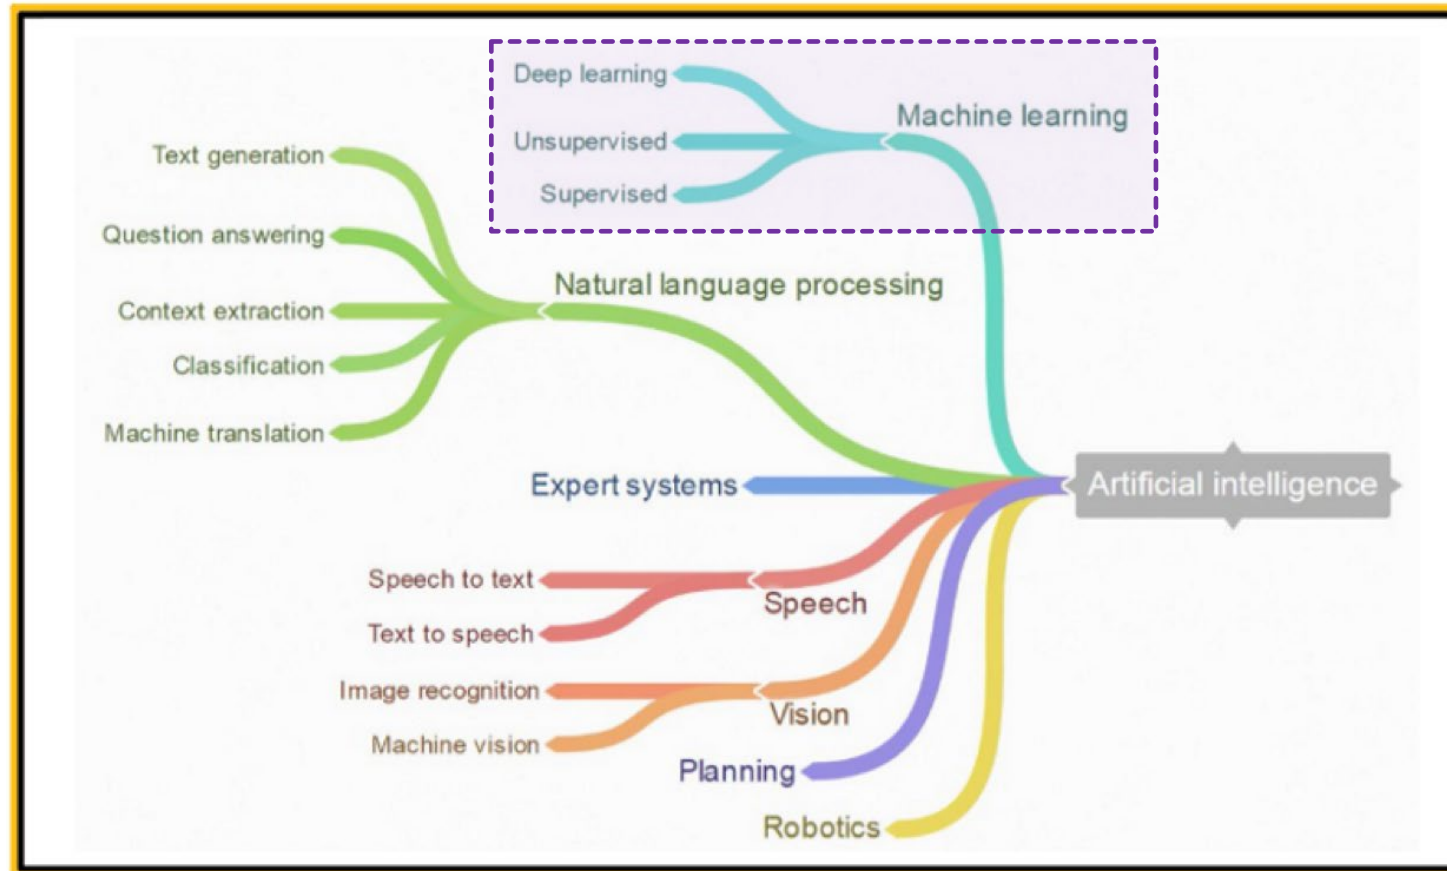 Deep learning
Machine learning
Unsupervised
Supervised
Text generation
Question answering
Natural language processing
Context extraction
Classification
Machine translation
Expert systems
Artificial intelligence
Speech to text
Speech
Text to speech
Image recognition
Vision
Machine vision
Planning
Robotics